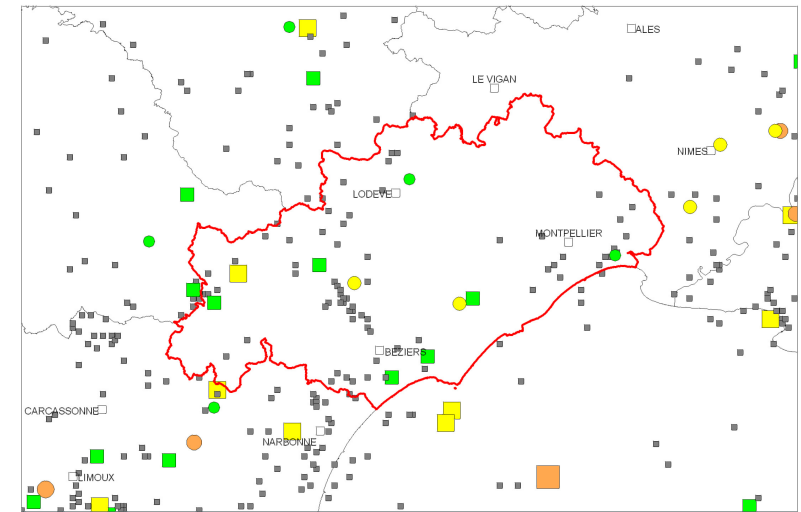 ALES
LE VIGAN
NIMES
LODEVE
MONTPELLIER
BEZIERS
CARCASSONNE
NARBONNE
LIMOUX